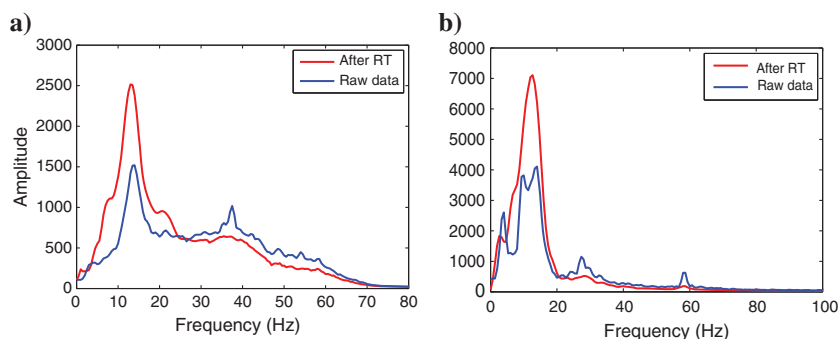 a)
3000
2500
2000
1500
1000
500
0
Amplitude
0 10 20 30 40 50 60 70 80
Frequency (Hz)
After RT
Raw data
b)
8000
7000
6000
5000
4000
3000
2000
1000
0
0 20 40 60 80 100
Frequency (Hz)
After RT
Raw data